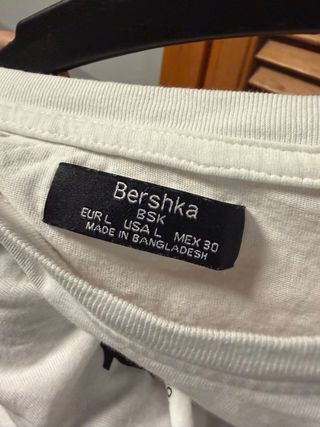 Bershka
BSK
EUR L USA L MEX 30
MADE IN BANGLADESH